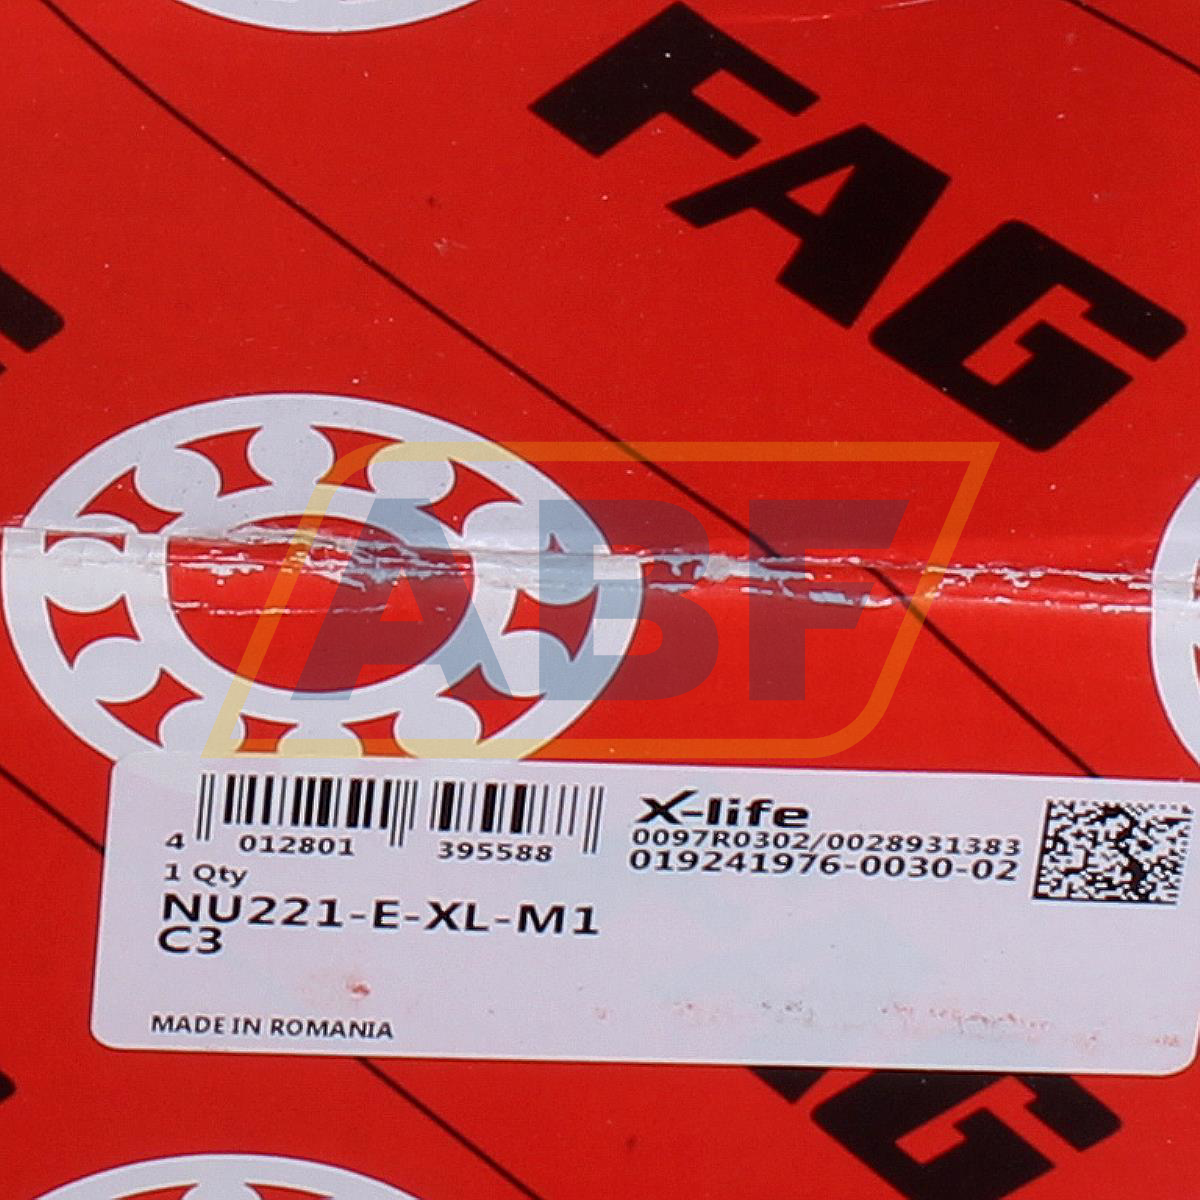 FAG
ABF
4 012801 395588
X-life
0097R0302/0028931383
019241976-0030-02
1 Qty
NU221-E-XL-M1
C3
MADE IN ROMANIA
AG